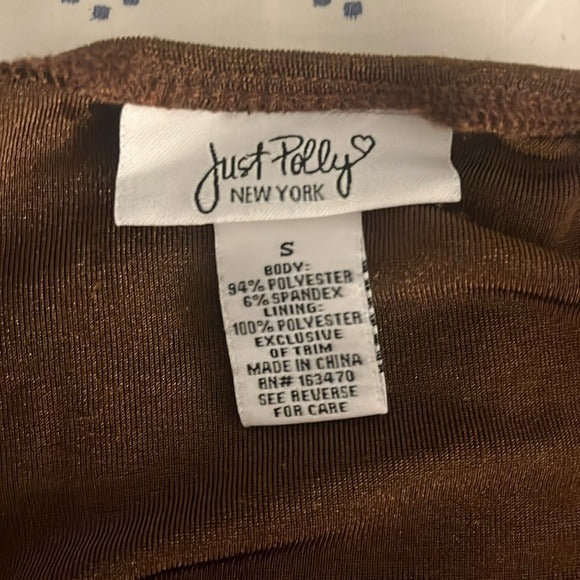 Just Polly♡
NEW YORK
S
BODY:
94% POLYESTER
6% SPANDEX
LINING:
100% POLYESTER
EXCLUSIVE
OF TRIM
MADE IN CHINA
RN# 163470
SEE REVERSE
FOR CARE